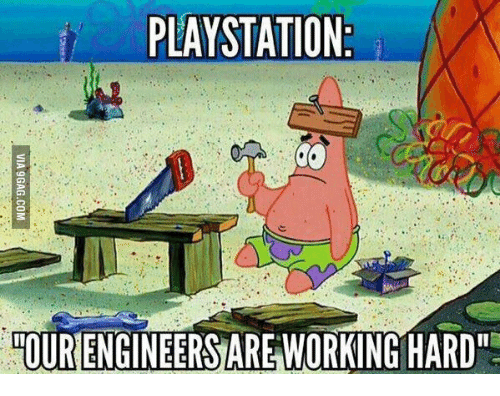 PLAYSTATION:
VIA 9GAG.COM
"OUR ENGINEERS ARE WORKING HARD"